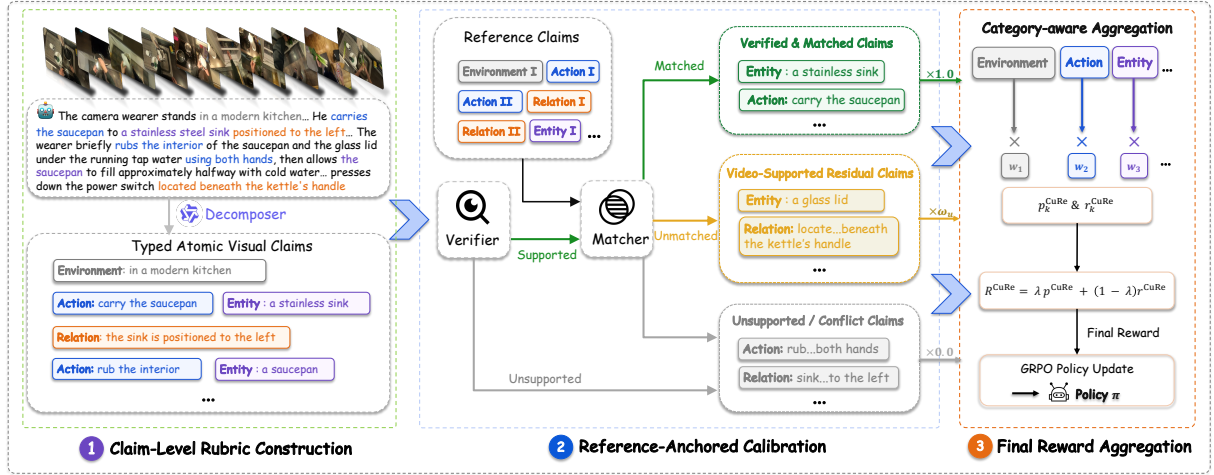 The camera wearer stands in a modern kitchen... He carries
the saucepan to a stainless steel sink positioned to the left... The
wearer briefly rubs the interior of the saucepan and the glass lid
under the running tap water using both hands, then allows the
saucepan to fill approximately halfway with cold water... presses
down the power switch located beneath the kettle's handle
Decomposer
Typed Atomic Visual Claims
Environment: in a modern kitchen
Action: carry the saucepan
Entity : a stainless sink
Relation: the sink is positioned to the left
Action: rub the interior
Entity : a saucepan
...
1 Claim-Level Rubric Construction
Reference Claims
Environment I
Action I
Action II
Relation I
Relation II
Entity I
...
Verifier
Supported
Unsupported
Matcher
Matched
Unmatched
Verified & Matched Claims
Entity : a stainless sink
Action: carry the saucepan
...
Video-Supported Residual Claims
Entity : a glass lid
Relation: locate...beneath
the kettle's handle
...
Unsupported / Conflict Claims
Action: rub...both hands
Relation: sink...to the left
...
×1.0
×ω_u
×0.0
2 Reference-Anchored Calibration
Category-aware Aggregation
Environment
Action
Entity
...
× × ×
w_1
w_2
w_3
...
p_k^CuRe & r_k^CuRe
R^CuRe = λ p^CuRe + (1 − λ)r^CuRe
Final Reward
GRPO Policy Update
Policy π
3 Final Reward Aggregation